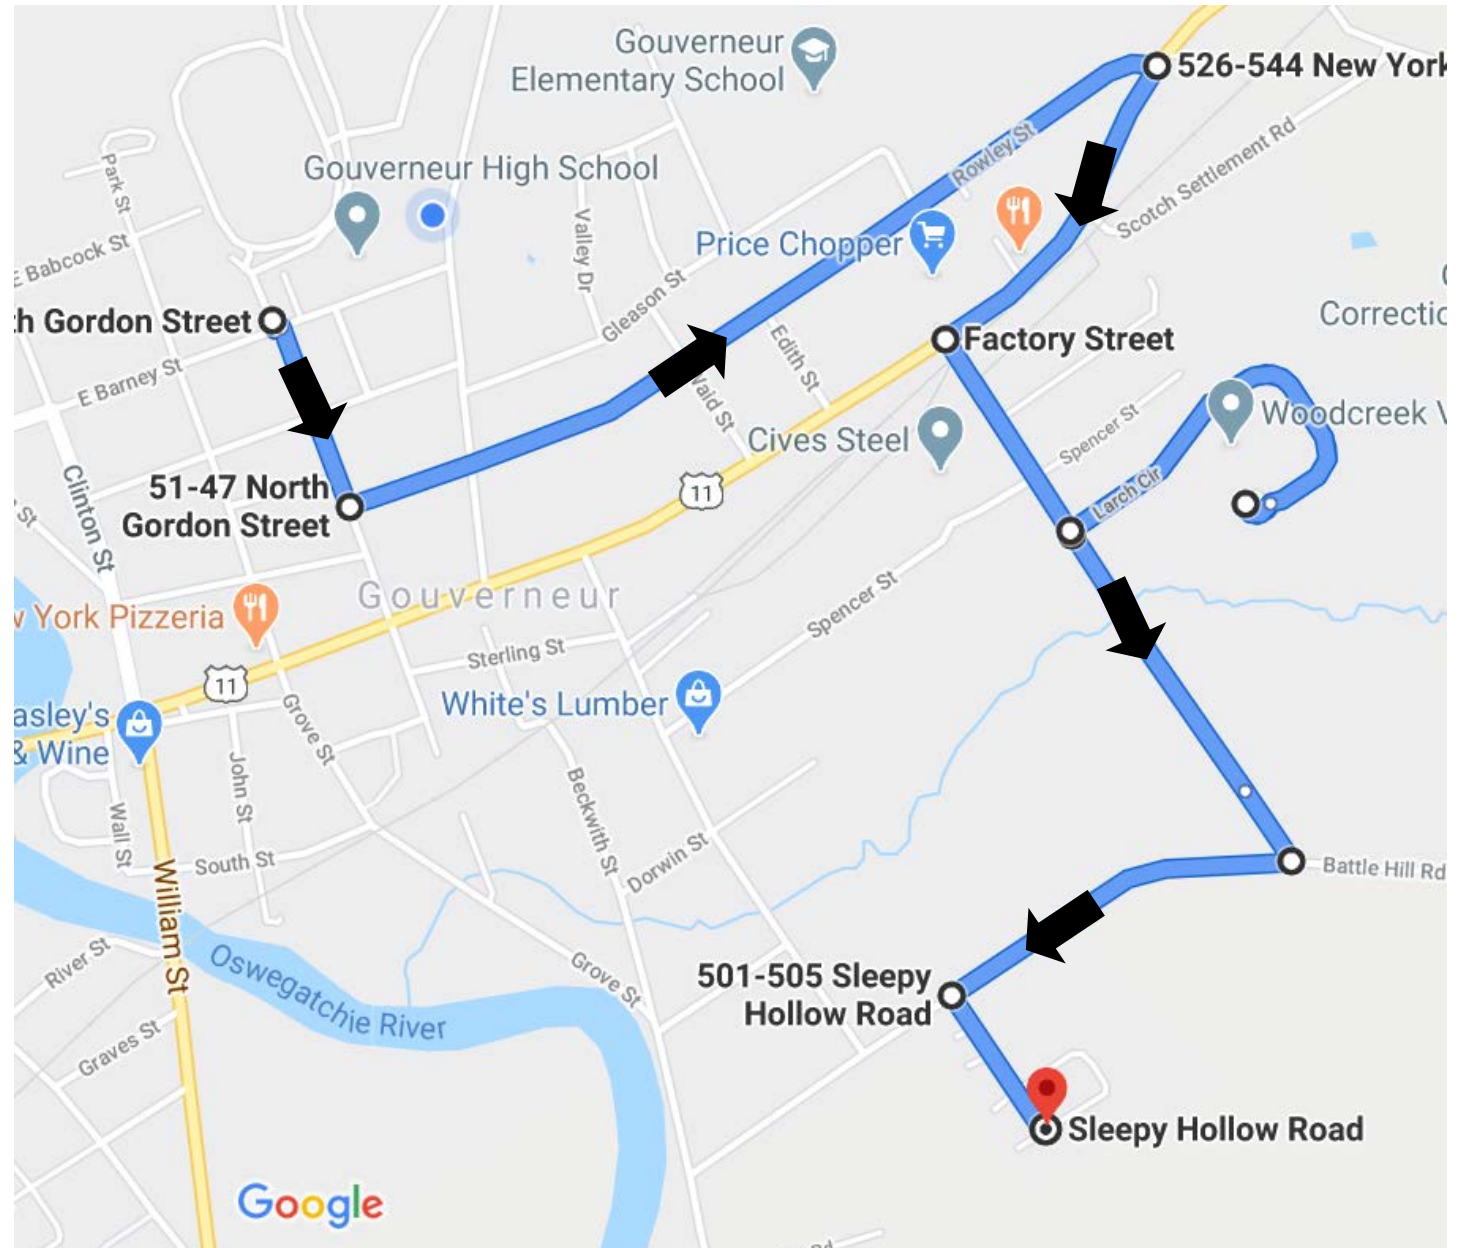 Gouverneur
Elementary School
526-544 New York
Rowley St
Scotch Settlement Rd
Park St
Gouverneur High School
Valley Dr
E Babcock St
Price Chopper
Gleason St
th Gordon Street
Factory Street
Correctic
E Barney St
Edith St
Waid St
Cives Steel
Spencer St
Woodcreek V
Clinton St
51-47 North
Gordon Street
11
Larch Cir
St
Gouverneur
w York Pizzeria
Spencer St
Sterling St
11
White's Lumber
asley's
& Wine
Grove St
John St
Wall St
Beckwith St
South St
Dorwin St
Battle Hill Rd
William St
River St
Oswegatchie River
Grove St
501-505 Sleepy
Hollow Road
Graves St
Sleepy Hollow Road
Google
Rd